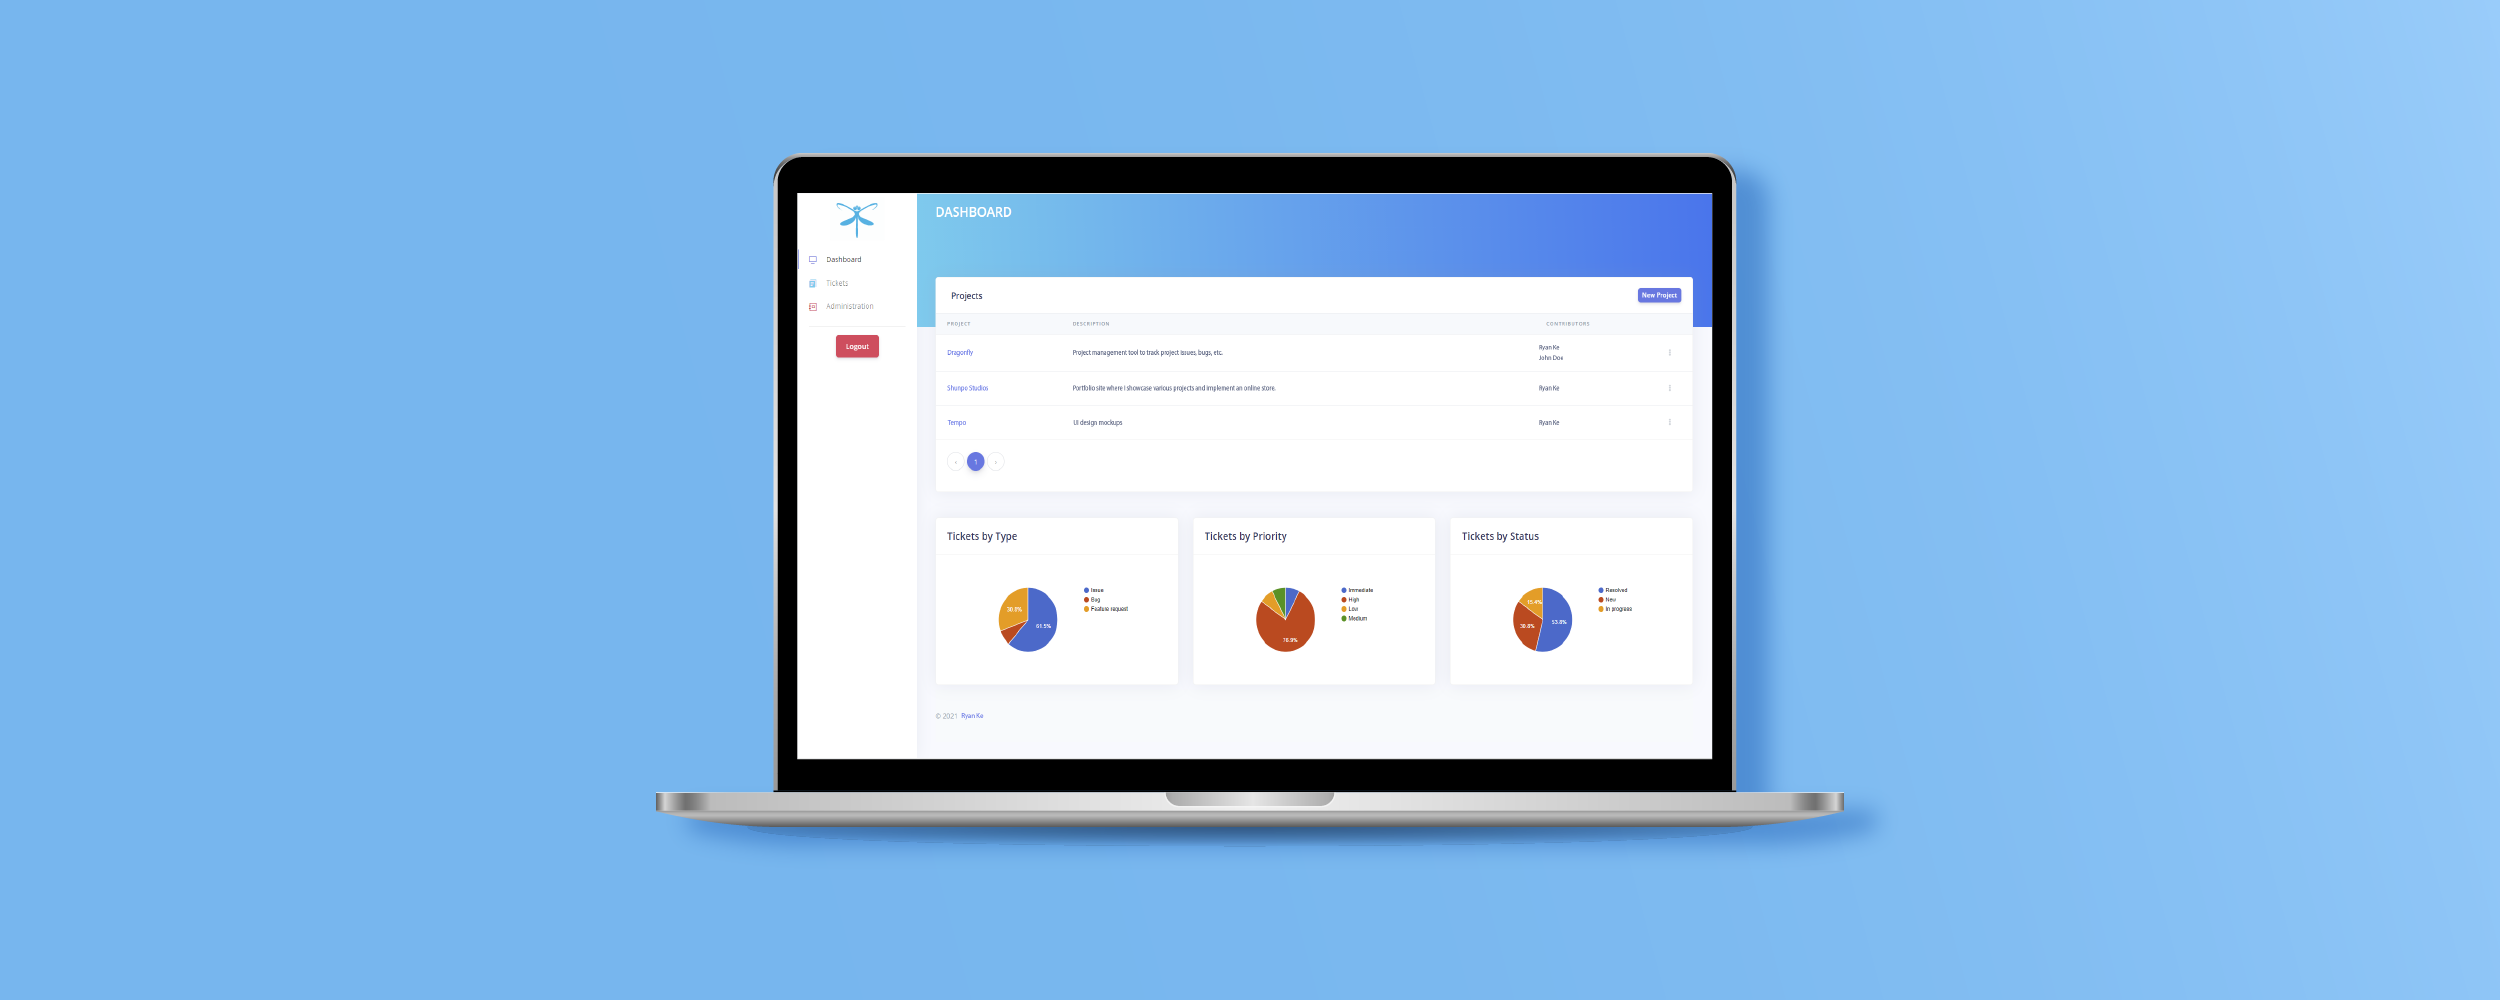 DASHBOARD
Dashboard
Tickets
Administration
Logout
Projects
New Project
PROJECT DESCRIPTION CONTRIBUTORS
Dragonfly Project management tool to track project issues, bugs, etc. Ryan Ke
John Doe
Shunpo Studios Portfolio site where I showcase various projects and implement an online store. Ryan Ke
Tempo UI design mockups Ryan Ke
1
Tickets by Type
30.8%
61.5%
Issue
Bug
Feature request
Tickets by Priority
76.9%
Immediate
High
Low
Medium
Tickets by Status
15.4%
30.8%
53.8%
Resolved
New
In progress
© 2021 Ryan Ke